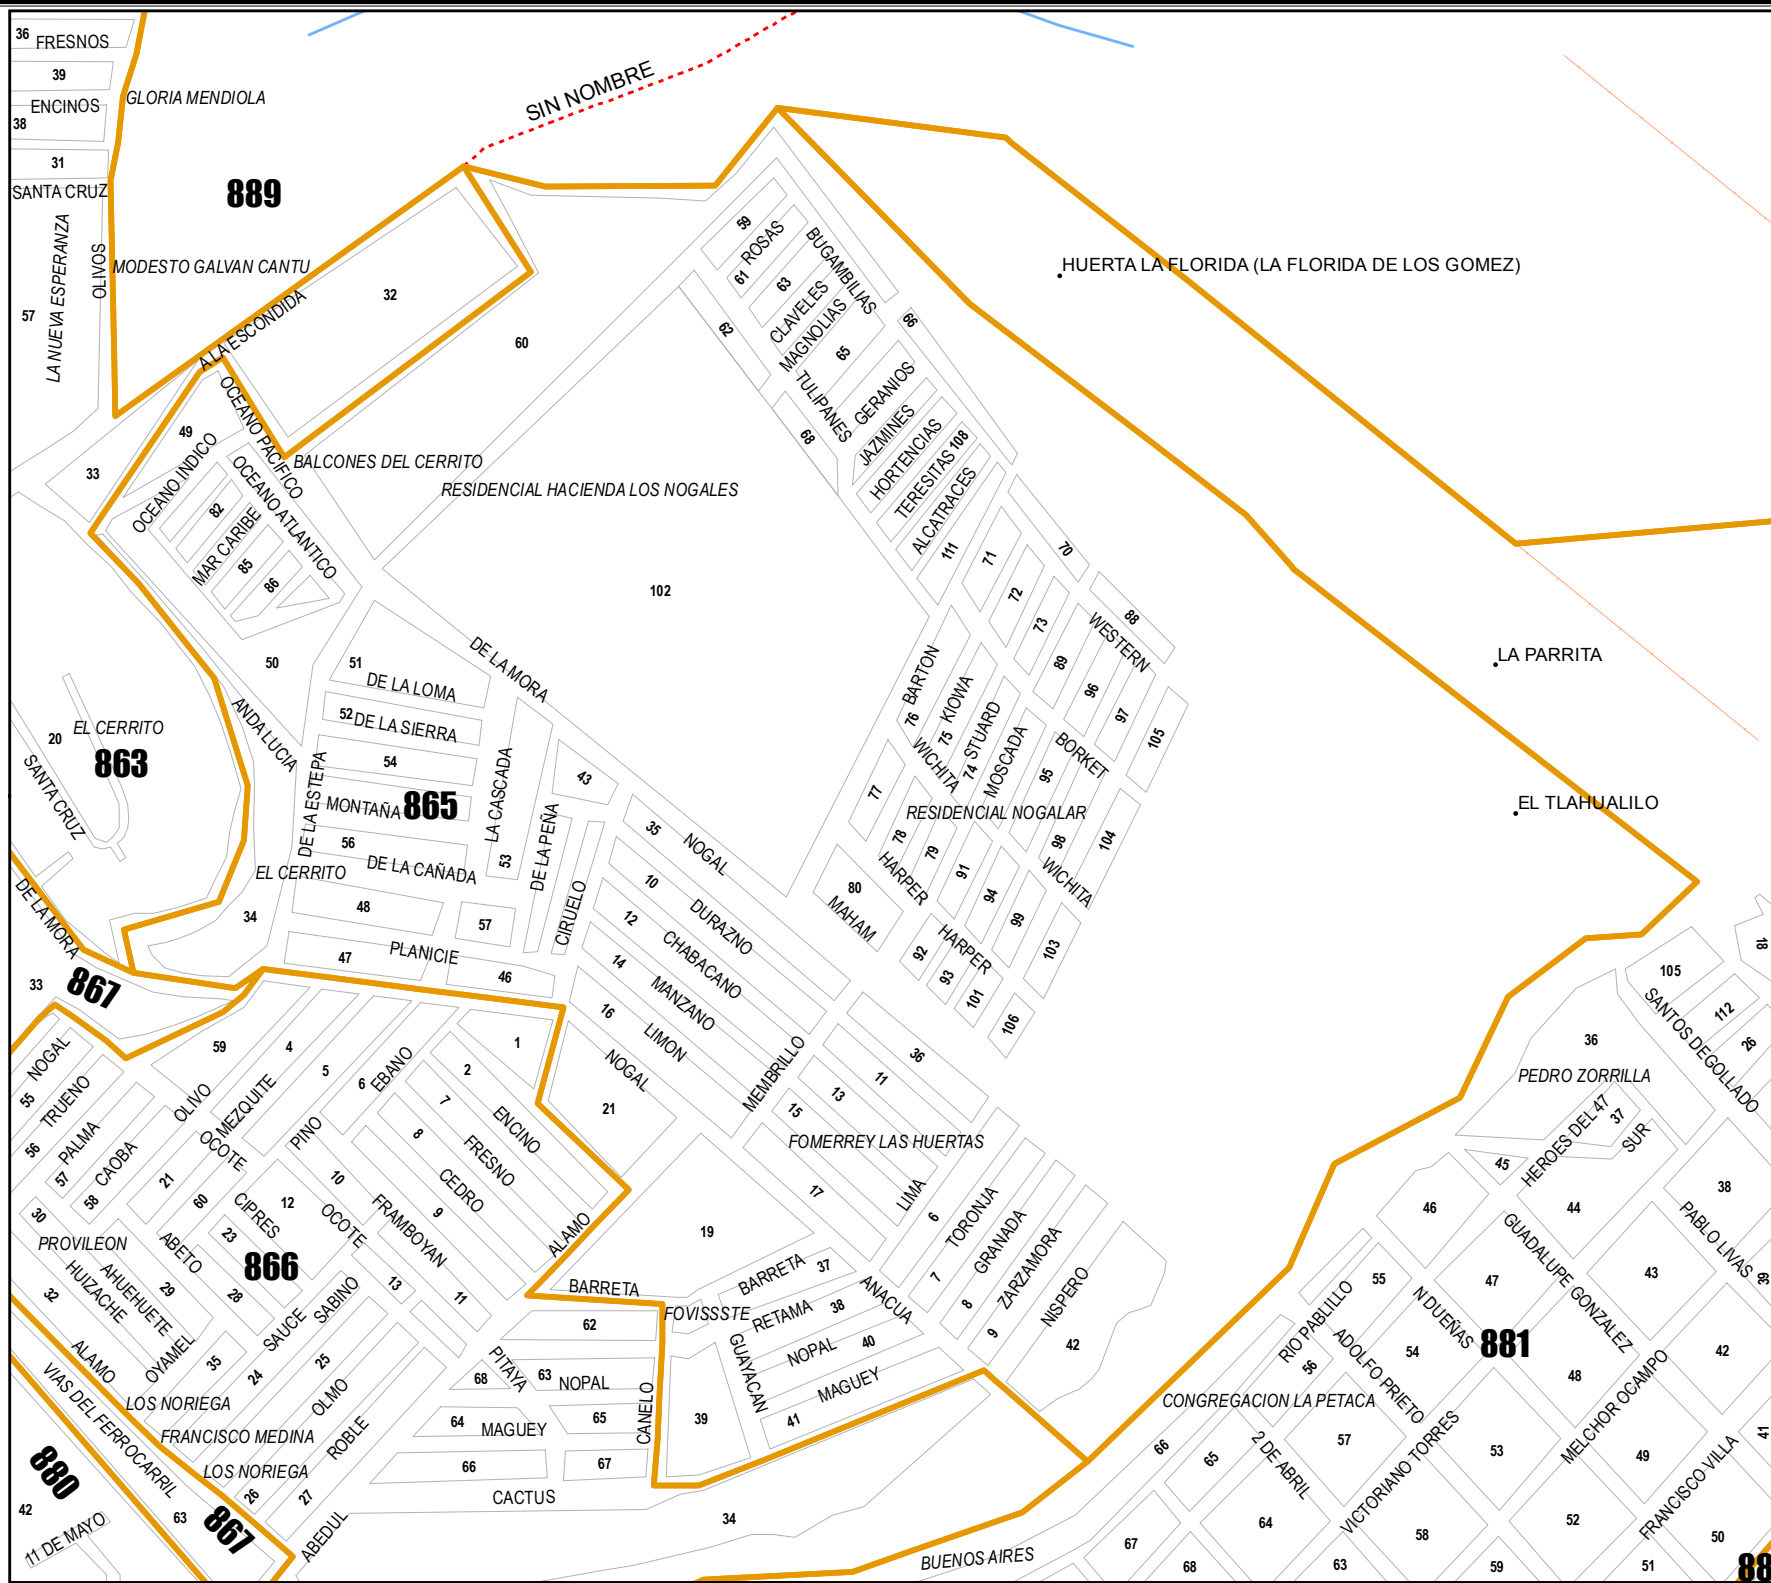 36 FRESNOS
39
ENCINOS
38
31
SANTA CRUZ
GLORIA MENDIOLA
SIN NOMBRE
889
LA NUEVA ESPERANZA
OLIVOS
57
MODESTO GALVAN CANTU
A LA ESCONDIDA
32
60
59
ROSAS
61
63
BUGAMBILIAS
CLAVELES
MAGNOLIAS
62
65
66
TULIPANES
68
GERANIOS
JAZMINES
HORTENCIAS
TERESITAS 108
ALCATRACES
111
HUERTA LA FLORIDA (LA FLORIDA DE LOS GOMEZ)
LA PARRITA
EL TLAHUALILO
33
49
OCEANO INDICO
OCEANO PACIFICO
OCEANO ATLANTICO
82
MAR CARIBE
85
86
BALCONES DEL CERRITO
RESIDENCIAL HACIENDA LOS NOGALES
102
71
70
72
73
88
WESTERN
89
96
97
105
BARTON
76
KIOWA
75
STUARD
74
WICHITA
MOSCADA
BORKET
95
77
RESIDENCIAL NOGALAR
78
79
HARPER
91
94
98
104
WICHITA
99
80
MAHAM
92
93
HARPER
101
103
106
50
51
DE LA LOMA
DE LA MORA
52 DE LA SIERRA
ANDALUCIA
54
DE LA ESTEPA
MONTAÑA
865
LA CASCADA
56
DE LA CAÑADA
53
EL CERRITO
48
57
DE LA PEÑA
43
CIRUELO
34
47
PLANICIE
46
20
EL CERRITO
863
SANTA CRUZ
DE LA MORA
33
867
35
NOGAL
10
DURAZNO
12
CHABACANO
14
MANZANO
16
LIMON
NOGAL
21
MEMBRILLO
36
11
13
15
FOMERREY LAS HUERTAS
17
LIMA
6
TORONJA
7
GRANADA
8
ZARZAMORA
9
NISPERO
42
19
BARRETA
BARRETA
37
ANACUA
FOVISSSTE
RETAMA
38
NOPAL
40
GUAYACAN
MAGUEY
41
39
NOGAL
55
TRUENO
56
PALMA
57
CAOBA
58
59
OLIVO
4
MEZQUITE
5
6
EBANO
PINO
OCOTE
1
2
7
ENCINO
8
FRESNO
CEDRO
9
10
FRAMBOYAN
OCOTE
11
ALAMO
21
60
CIPRES
12
23
ABETO
866
13
30
PROVILEON
HUIZACHE
AHUEHUETE
29
28
32
SABINO
SAUCE
OYAMEL
35
24
25
OLMO
ROBLE
ALAMO
LOS NORIEGA
FRANCISCO MEDINA
LOS NORIEGA
26
27
VIAS DEL FERROCARRIL
63
867
880
42
11 DE MAYO
ABEDUL
62
PITAYA
68
63
NOPAL
64
MAGUEY
65
CANELO
66
67
CACTUS
34
BUENOS AIRES
18
105
SANTOS DEGOLLADO
112
26
36
PEDRO ZORRILLA
HEROES DEL 47
37
SUR
45
46
44
38
PABLO LIVAS
GUADALUPE GONZALEZ
55
47
43
RIO PABLILLO
N DUEÑAS
881
ADOLFO PRIETO
54
56
48
42
MELCHOR OCAMPO
CONGREGACION LA PETACA
66
65
2 DE ABRIL
57
VICTORIANO TORRES
53
49
41
FRANCISCO VILLA
64
58
52
50
67
68
63
59
51
88